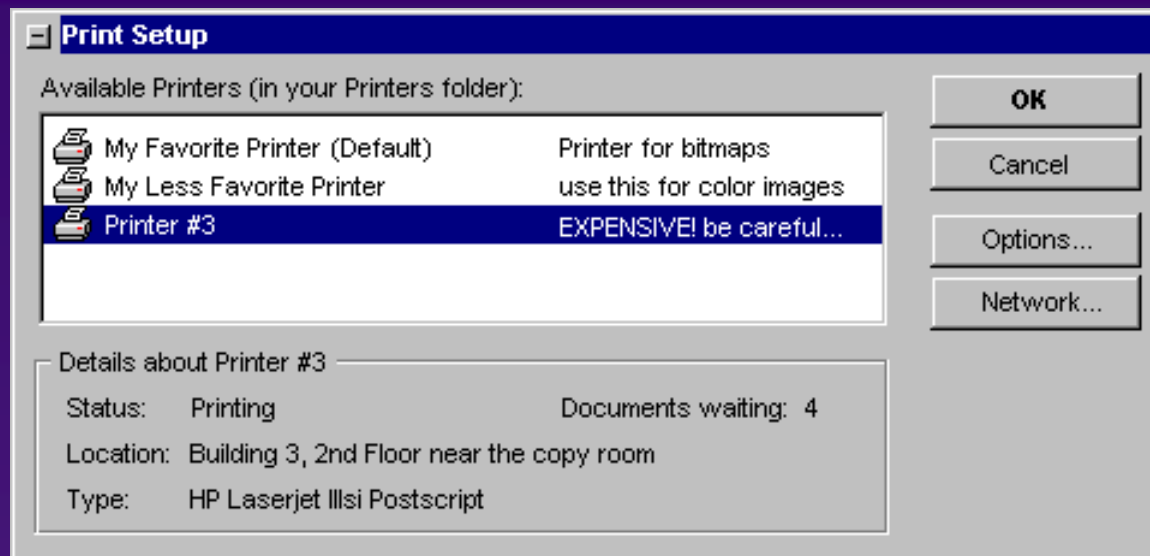 Print Setup
Available Printers (in your Printers folder):
My Favorite Printer (Default) Printer for bitmaps
My Less Favorite Printer use this for color images
Printer #3 EXPENSIVE! be careful...
OK
Cancel
Options...
Network...
Details about Printer #3
Status: Printing Documents waiting: 4
Location: Building 3, 2nd Floor near the copy room
Type: HP Laserjet IIIsi Postscript